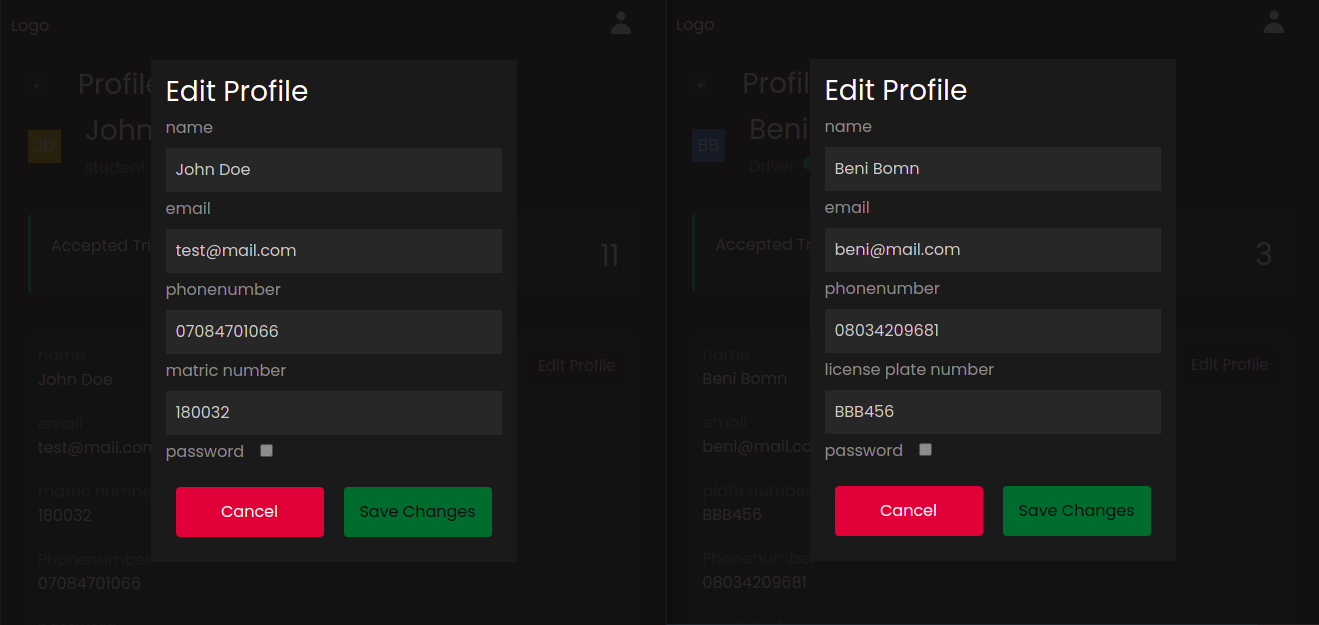 Logo
Profile
JD
John
student
Accepted Tri
11
name
John Doe
Edit Profile
email
test@mail.com
matric number
180032
Phonenumber
07084701066
Edit Profile
name
John Doe
email
test@mail.com
phonenumber
07084701066
matric number
180032
password
Cancel
Save Changes
Logo
Profil
BB
Beni
Driver
Accepted Tr
3
name
Beni Bomn
Edit Profile
email
beni@mail.co
plate number
BBB456
Phonenumber
08034209681
Edit Profile
name
Beni Bomn
email
beni@mail.com
phonenumber
08034209681
license plate number
BBB456
password
Cancel
Save Changes